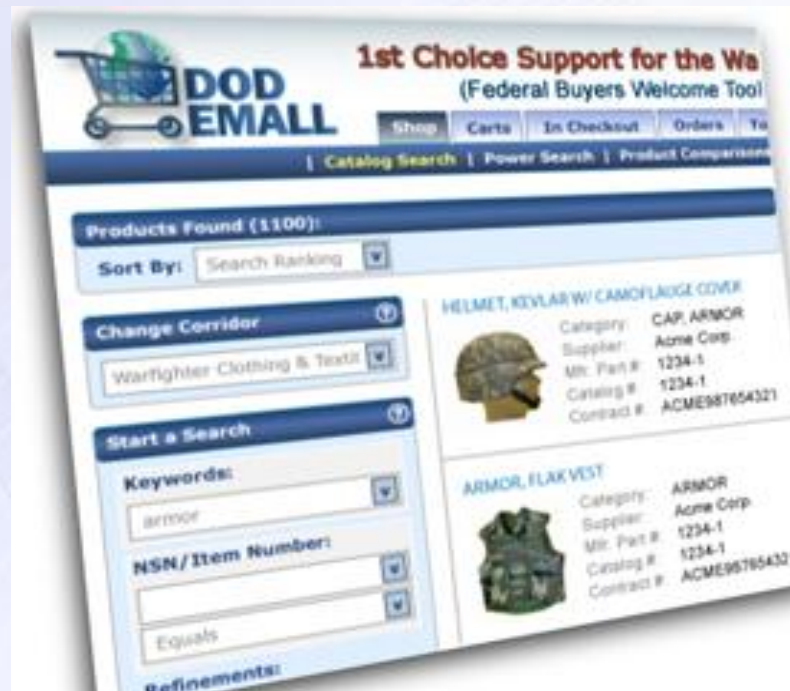 DOD
EMALL
1st Choice Support for the Wa
(Federal Buyers Welcome Tool
Shop Carts In Checkout Orders To
| Catalog Search | Power Search | Product Comparisons
Products Found (1100):
Sort By: Search Ranking
Change Corridor
Warfighter Clothing & Textil
Start a Search
Keywords:
armor
NSN/Item Number:
Equals
Refinements:
HELMET, KEVLAR W/ CAMOFLAUGE COVER
Category: CAP, ARMOR
Supplier: Acme Corp.
Mfr. Part #: 1234-1
Catalog #: 1234-1
Contract #: ACME987654321
ARMOR, FLAK VEST
Category: ARMOR
Supplier: Acme Corp.
Mfr. Part #: 1234-1
Catalog #: 1234-1
Contract #: ACME987654321